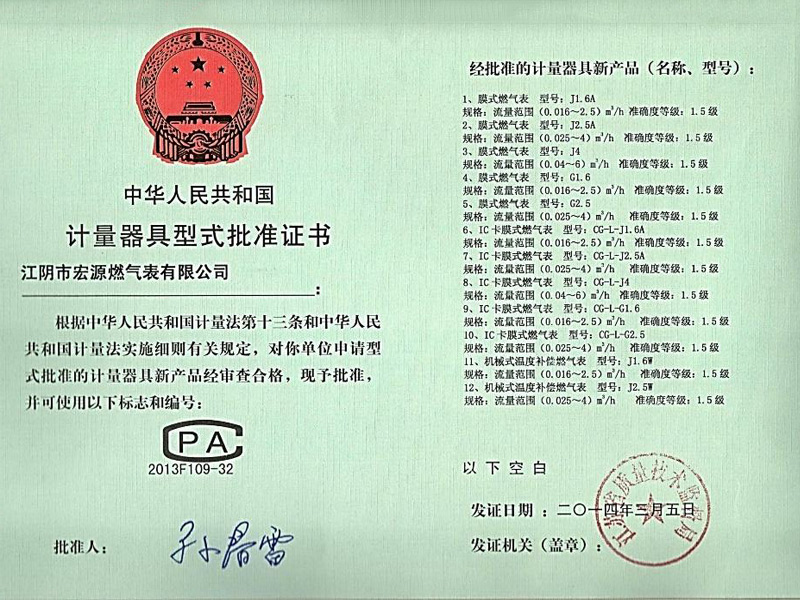 中华人民共和国
计量器具型式批准证书
江阴市宏源燃气表有限公司
：
根据中华人民共和国计量法第十三条和中华人民
共和国计量法实施细则有关规定，对你单位申请型
式批准的计量器具新产品经审查合格，现予批准，
并可使用以下标志和编号：
CPA
2013F109-32
批准人：
经批准的计量器具新产品（名称、型号）：
1、膜式燃气表 型号：J1.6A
规格：流量范围（0.016～2.5）m³/h 准确度等级：1.5级
2、膜式燃气表 型号：J2.5A
规格：流量范围（0.025～4）m³/h 准确度等级：1.5级
3、膜式燃气表 型号：J4
规格：流量范围（0.04～6）m³/h 准确度等级：1.5级
4、膜式燃气表 型号：G1.6
规格：流量范围（0.016～2.5）m³/h 准确度等级：1.5级
5、膜式燃气表 型号：G2.5
规格：流量范围（0.025～4）m³/h 准确度等级：1.5级
6、IC卡膜式燃气表 型号：CG-L-J1.6A
规格：流量范围（0.016～2.5）m³/h 准确度等级：1.5级
7、IC卡膜式燃气表 型号：CG-L-J2.5A
规格：流量范围（0.025～4）m³/h 准确度等级：1.5级
8、IC卡膜式燃气表 型号：CG-L-J4
规格：流量范围（0.04～6）m³/h 准确度等级：1.5级
9、IC卡膜式燃气表 型号：CG-L-G1.6
规格：流量范围（0.016～2.5）m³/h 准确度等级：1.5级
10、IC卡膜式燃气表 型号：CG-L-G2.5
规格：流量范围（0.025～4）m³/h 准确度等级：1.5级
11、机械式温度补偿燃气表 型号：J1.6W
规格：流量范围（0.016～2.5）m³/h 准确度等级：1.5级
12、机械式温度补偿燃气表 型号：J2.5W
规格：流量范围（0.025～4）m³/h 准确度等级：1.5级
以下空白
发证日期：二〇一四年三月五日
发证机关（盖章）：
江苏省质量技术监督局